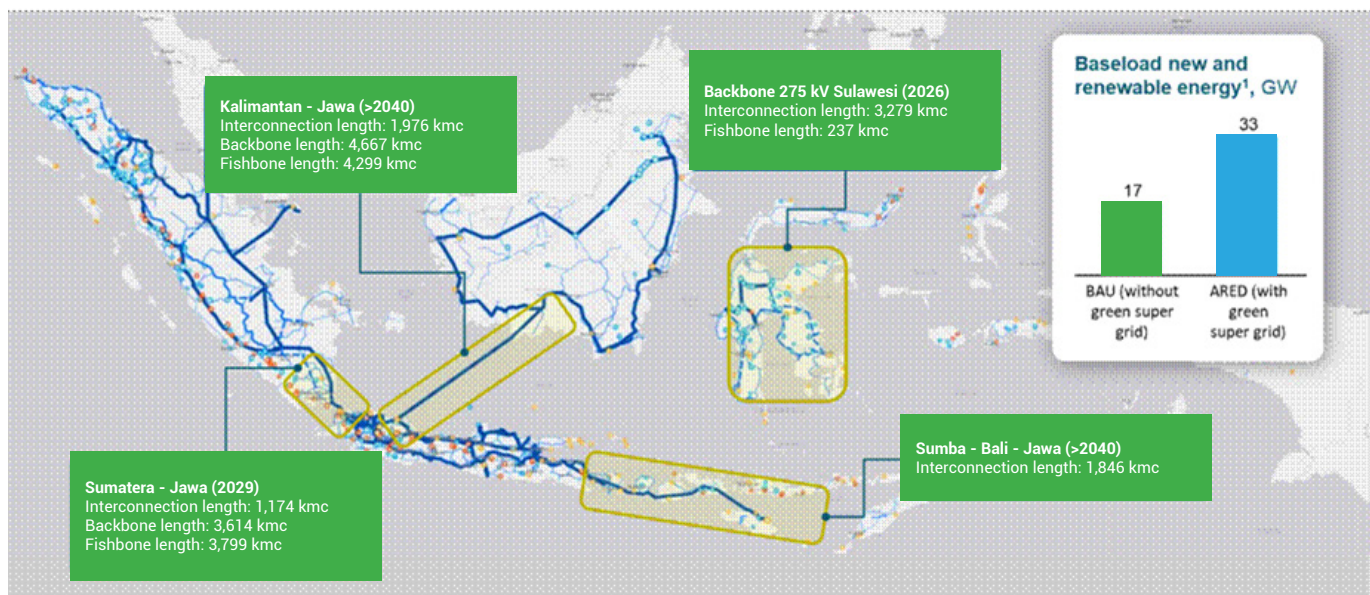 Kalimantan - Jawa (>2040)
Interconnection length: 1,976 kmc
Backbone length: 4,667 kmc
Fishbone length: 4,299 kmc
Backbone 275 kV Sulawesi (2026)
Interconnection length: 3,279 kmc
Fishbone length: 237 kmc
Baseload new and
renewable energy¹, GW
33
17
BAU (without
green super
grid)
ARED (with
green
super grid)
Sumatera - Jawa (2029)
Interconnection length: 1,174 kmc
Backbone length: 3,614 kmc
Fishbone length: 3,799 kmc
Sumba - Bali - Jawa (>2040)
Interconnection length: 1,846 kmc